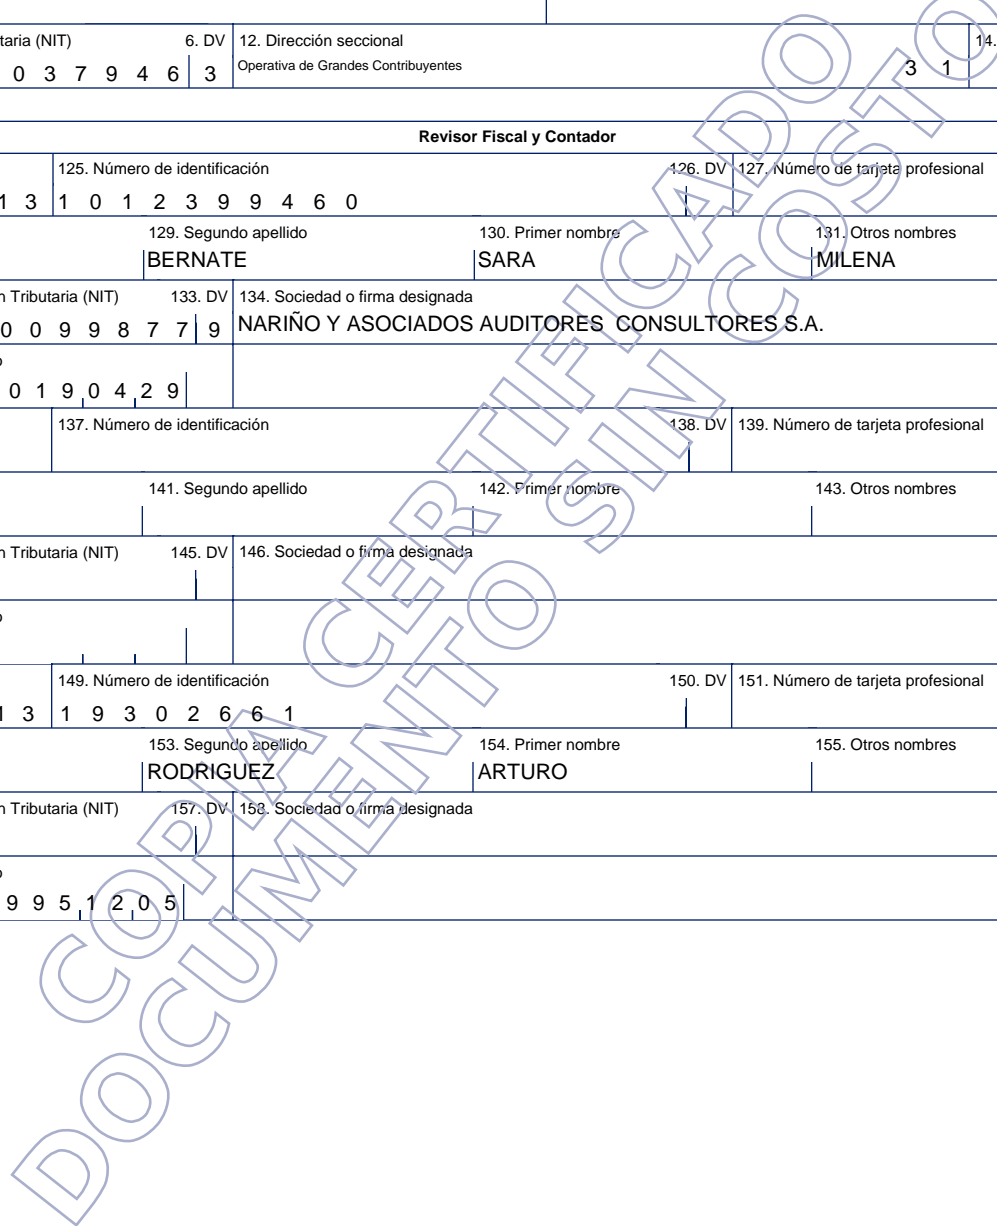 taria (NIT) 6. DV 12. Dirección seccional 14.
0 3 7 9 4 6 3 Operativa de Grandes Contribuyentes 3 1
Revisor Fiscal y Contador
125. Número de identificación 126. DV 127. Número de tarjeta profesional
1 3 1 0 1 2 3 9 9 4 6 0
129. Segundo apellido 130. Primer nombre 131. Otros nombres
BERNATE SARA MILENA
n Tributaria (NIT) 133. DV 134. Sociedad o firma designada
0 0 9 9 8 7 7 9 NARIÑO Y ASOCIADOS AUDITORES CONSULTORES S.A.
o
0 1 9 0 4 2 9
137. Número de identificación 138. DV 139. Número de tarjeta profesional
141. Segundo apellido 142. Primer nombre 143. Otros nombres
n Tributaria (NIT) 145. DV 146. Sociedad o firma designada
o
149. Número de identificación 150. DV 151. Número de tarjeta profesional
1 3 1 9 3 0 2 6 6 1
153. Segundo apellido 154. Primer nombre 155. Otros nombres
RODRIGUEZ ARTURO
n Tributaria (NIT) 157. DV 158. Sociedad o firma designada
o
9 9 5 1 2 0 5
COPIA CERTIFICADO
DOCUMENTO SIN COSTO